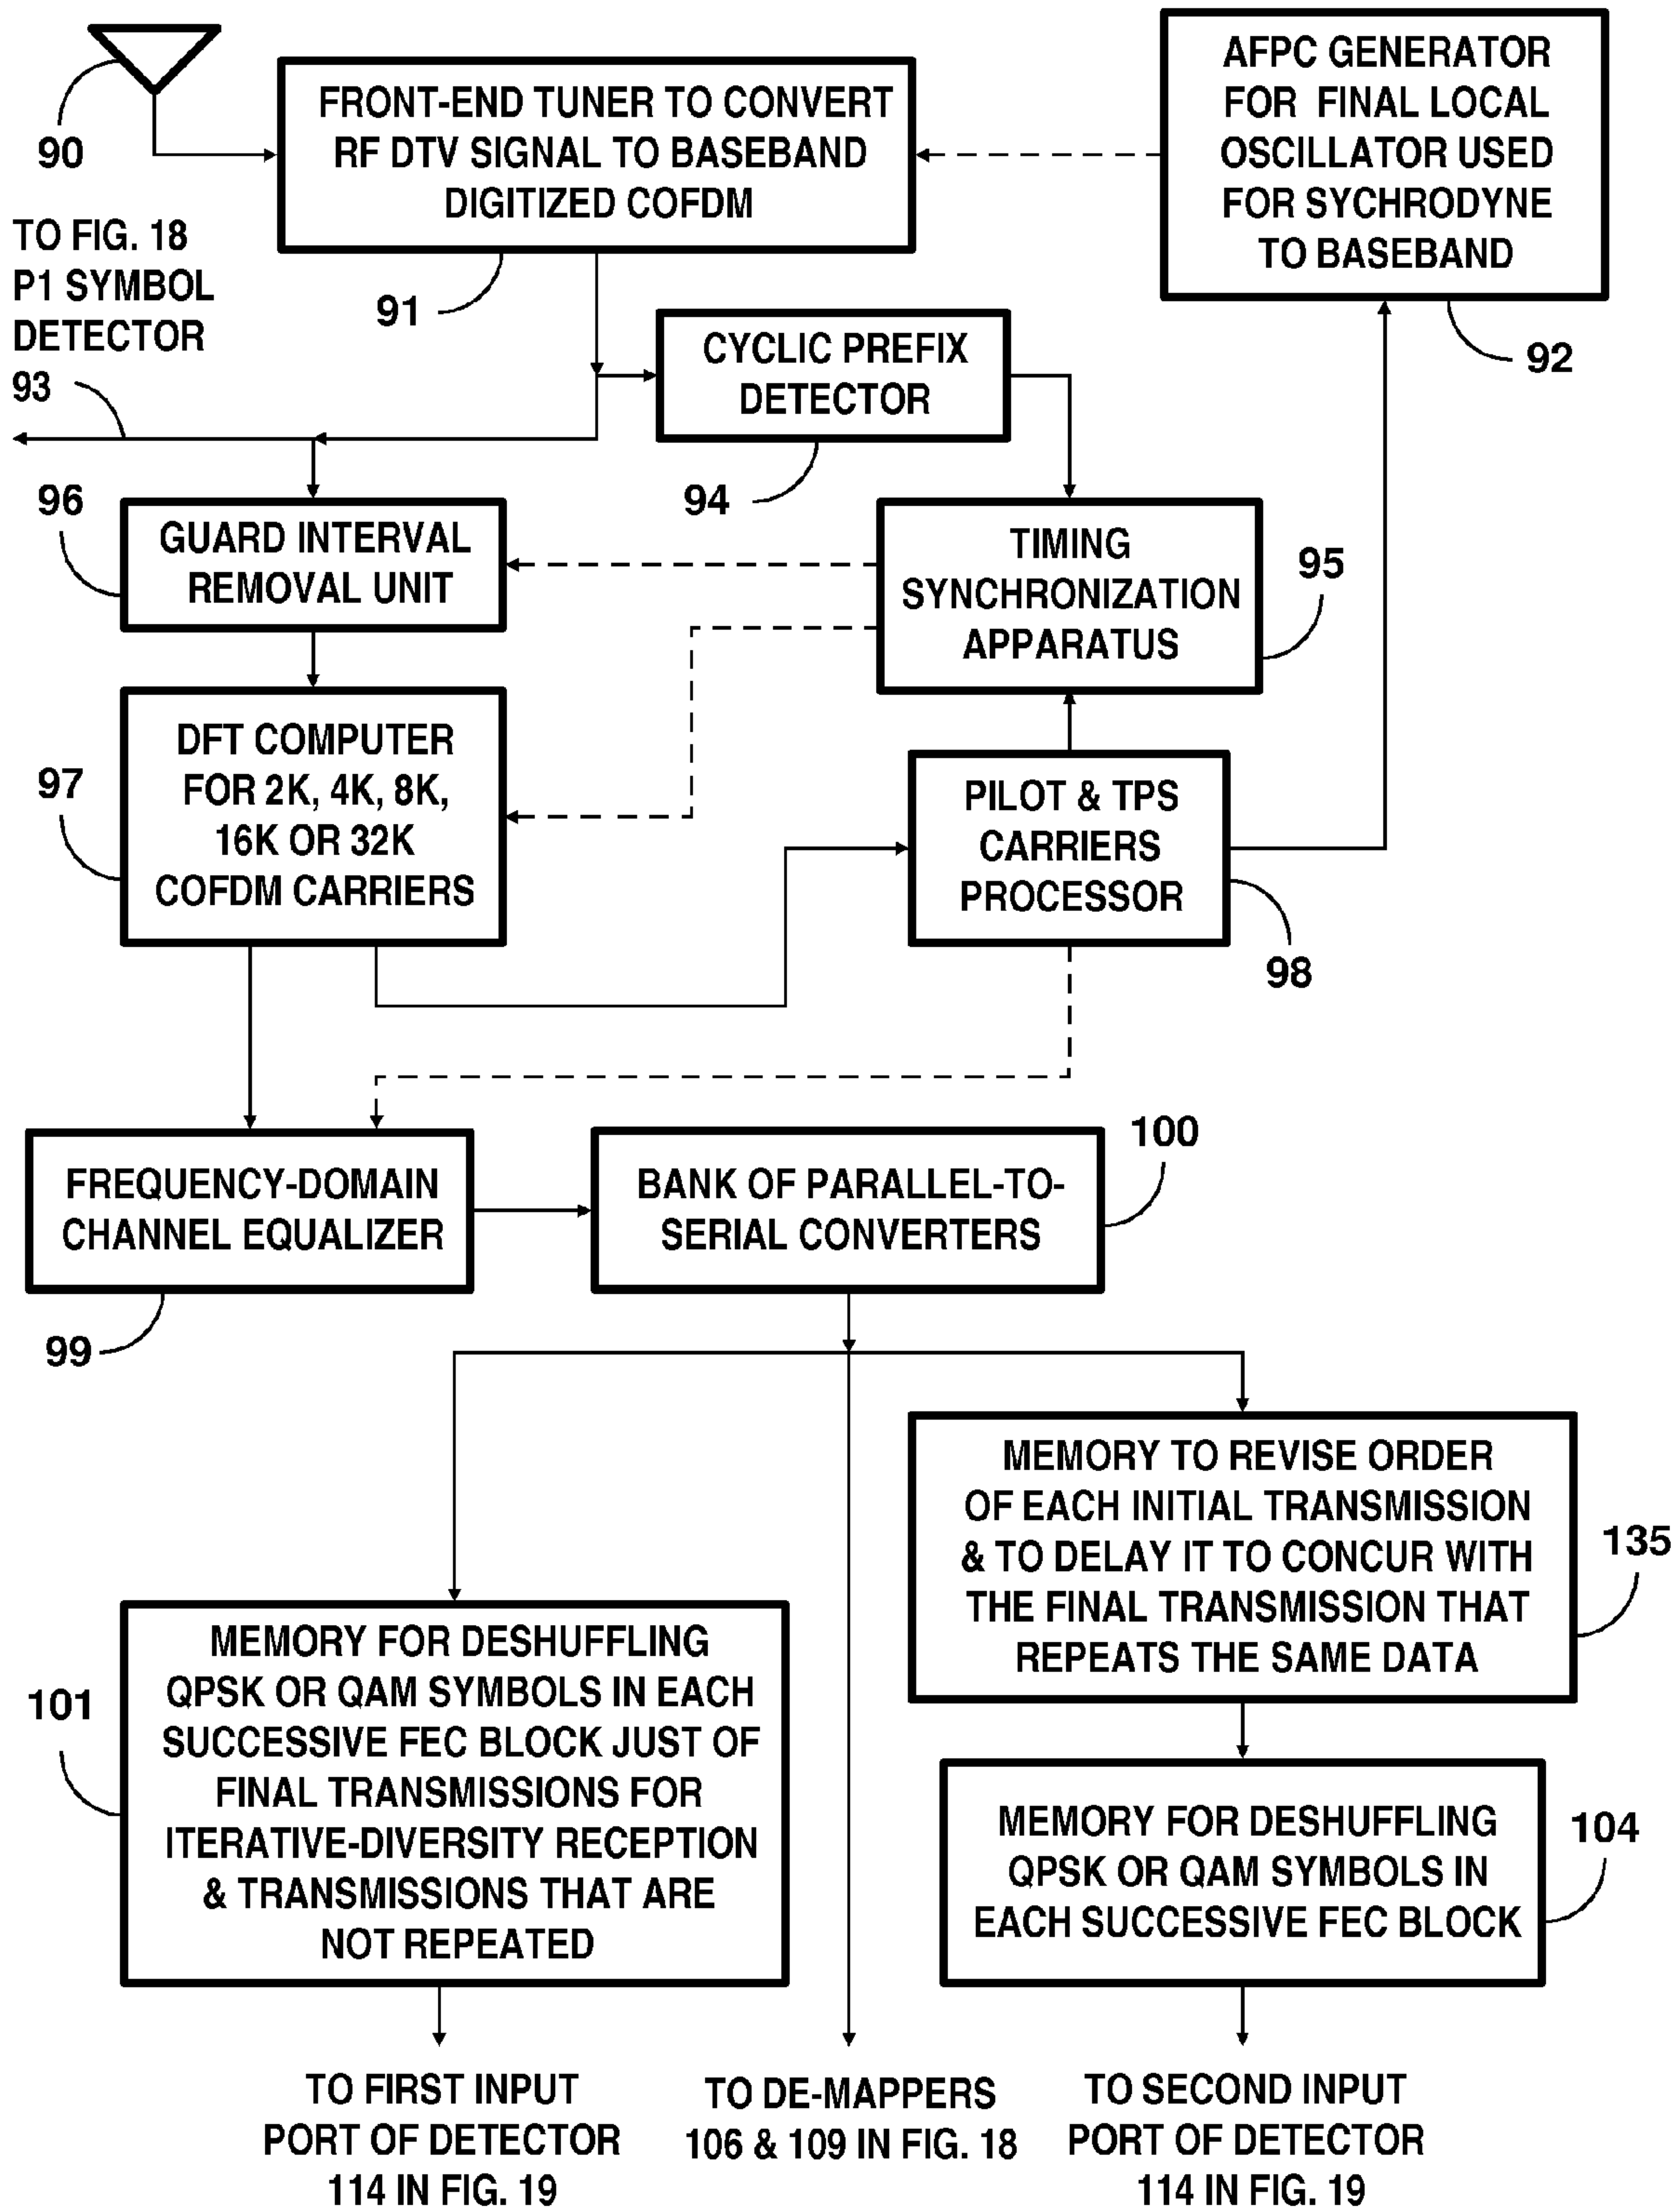 90
FRONT-END TUNER TO CONVERT
RF DTV SIGNAL TO BASEBAND
DIGITIZED COFDM
91
AFPC GENERATOR
FOR FINAL LOCAL
OSCILLATOR USED
FOR SYCHRODYNE
TO BASEBAND
92
TO FIG. 18
P1 SYMBOL
DETECTOR
93
CYCLIC PREFIX
DETECTOR
94
96
GUARD INTERVAL
REMOVAL UNIT
TIMING
SYNCHRONIZATION
APPARATUS
95
97
DFT COMPUTER
FOR 2K, 4K, 8K,
16K OR 32K
COFDM CARRIERS
PILOT & TPS
CARRIERS
PROCESSOR
98
FREQUENCY-DOMAIN
CHANNEL EQUALIZER
99
BANK OF PARALLEL-TO-
SERIAL CONVERTERS
100
MEMORY TO REVISE ORDER
OF EACH INITIAL TRANSMISSION
& TO DELAY IT TO CONCUR WITH
THE FINAL TRANSMISSION THAT
REPEATS THE SAME DATA
135
101
MEMORY FOR DESHUFFLING
QPSK OR QAM SYMBOLS IN EACH
SUCCESSIVE FEC BLOCK JUST OF
FINAL TRANSMISSIONS FOR
ITERATIVE-DIVERSITY RECEPTION
& TRANSMISSIONS THAT ARE
NOT REPEATED
MEMORY FOR DESHUFFLING
QPSK OR QAM SYMBOLS IN
EACH SUCCESSIVE FEC BLOCK
104
TO FIRST INPUT
PORT OF DETECTOR
114 IN FIG. 19
TO DE-MAPPERS
106 & 109 IN FIG. 18
TO SECOND INPUT
PORT OF DETECTOR
114 IN FIG. 19